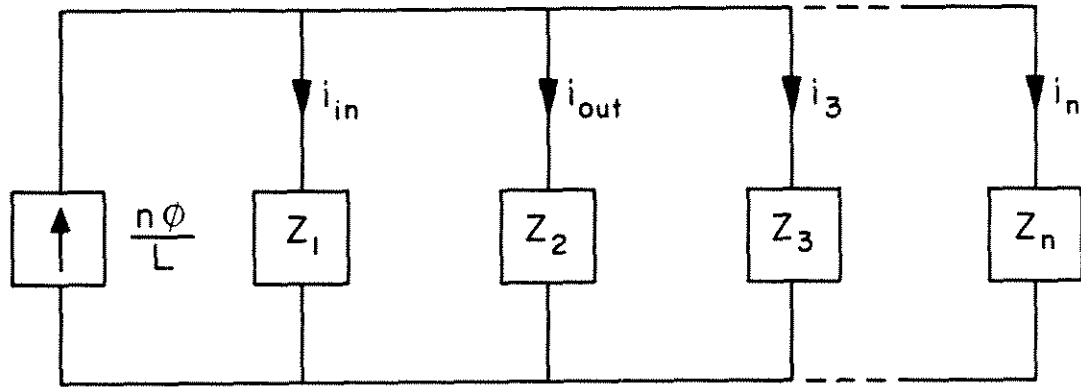 i_in
i_out
i_3
i_n
nφ
L
Z_1
Z_2
Z_3
Z_n